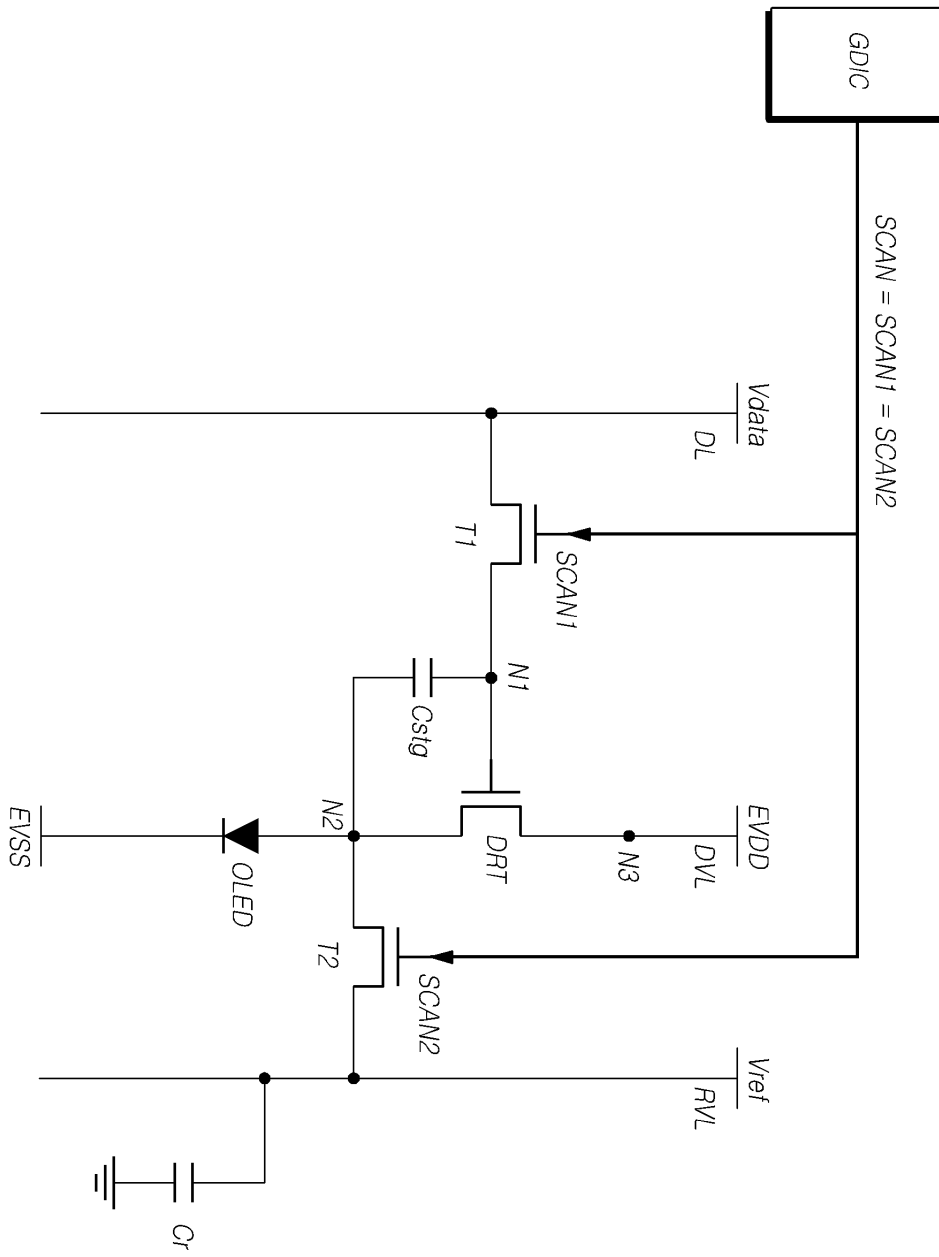 GDIC
SCAN = SCAN1 = SCAN2
Vdata
DL
T1
SCAN1
N1
Cstg
EVDD
DVL
N3
DRT
N2
OLED
EVSS
T2
SCAN2
Vref
RVL
Cr